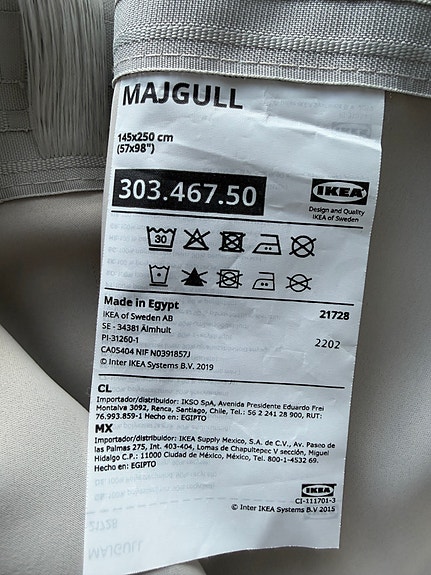 MAJGULL
145x250 cm
(57x98")
303.467.50
IKEA
Design and Quality
IKEA of Sweden
30
Made in Egypt
21728
IKEA of Sweden AB
SE - 34381 Älmhult
PI-31260-1
2202
CA05404 NIF N0391857J
© Inter IKEA Systems B.V. 2019
CL
Importador/distribuidor: IKSO SpA, Avenida Presidente Eduardo Frei
Montalva 3092, Renca, Santiago, Chile, Tel.: 56 2 241 28 900, RUT:
76.993.859-1 Hecho en: EGIPTO
MX
Importador/distribuidor: IKEA Supply Mexico, S.A. de C.V., Av. Paseo de
las Palmas 275, Int. 403-404, Lomas de Chapultepec V sección, Miguel
Hidalgo C.P.: 11000 Ciudad de México, México, Tel. 800-1-4532 69.
Hecho en: EGIPTO
IKEA
CI-111701-3
© Inter IKEA Systems B.V 2015
21728
MAJGULL